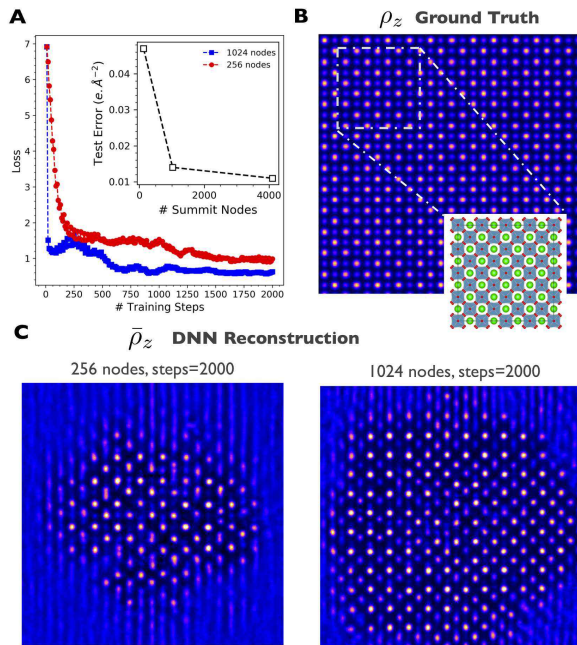 A
7
6
5
4
3
2
1
Loss
0
250
500
750
1000
1250
1500
1750
2000
# Training Steps
1024 nodes
256 nodes
0.04
0.03
0.02
0.01
Test Error (e.Å⁻²)
0
2000
4000
# Summit Nodes
B
ρz Ground Truth
C
ρ̄z DNN Reconstruction
256 nodes, steps=2000
1024 nodes, steps=2000